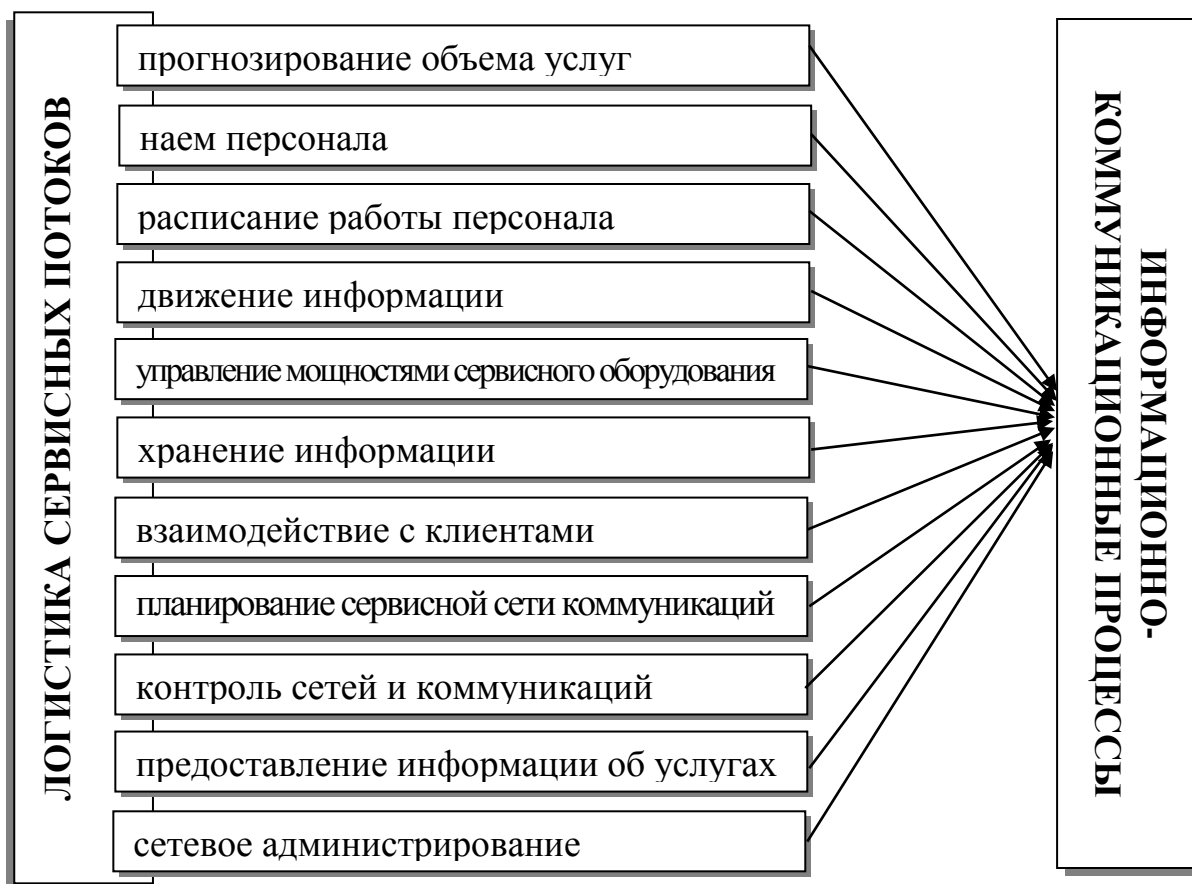 ЛОГИСТИКА СЕРВИСНЫХ ПОТОКОВ
прогнозирование объема услуг
наем персонала
расписание работы персонала
движение информации
управление мощностями сервисного оборудования
хранение информации
взаимодействие с клиентами
планирование сервисной сети коммуникаций
контроль сетей и коммуникаций
предоставление информации об услугах
сетевое администрирование
ИНФОРМАЦИОННО-
КОММУНИКАЦИОННЫЕ ПРОЦЕССЫ